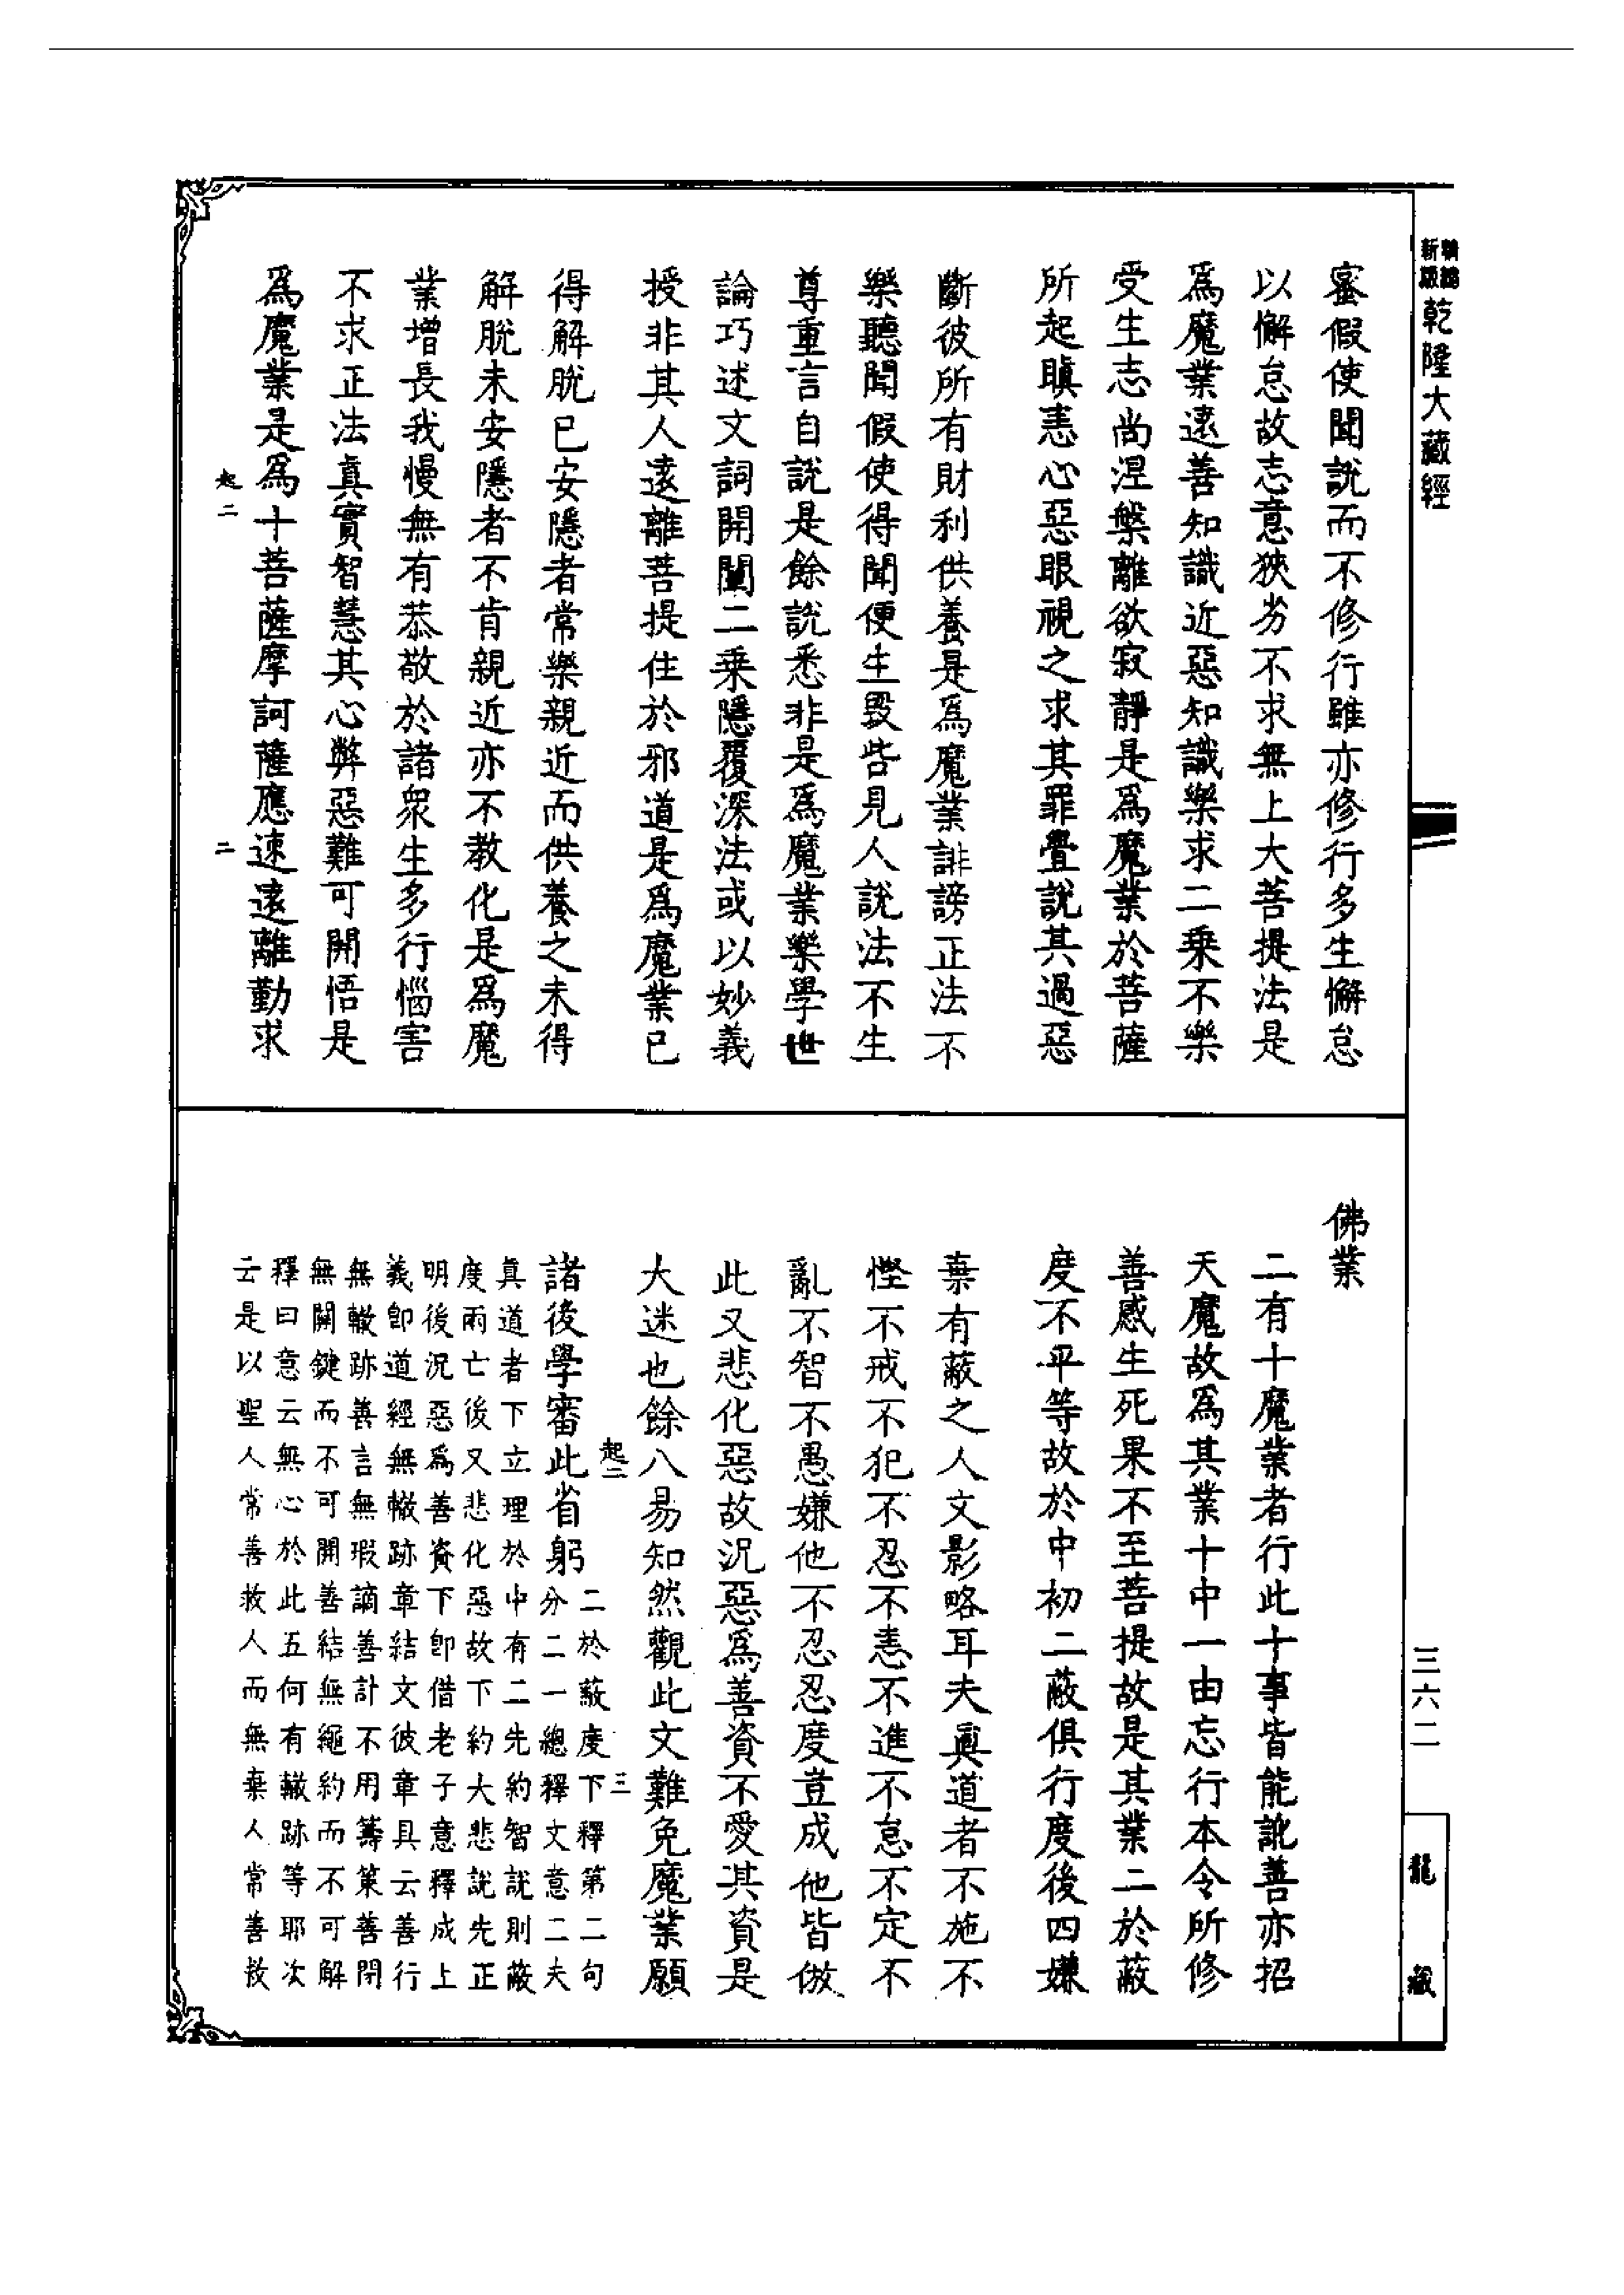 新編
新版
乾隆大藏經
蜜假使聞說而不修行雖亦修行多生懈怠
以懈怠故志意狹劣不求無上大菩提法是
為魔業遠善知識近惡知識樂求二乘不樂
受生志尚涅槃離欲寂靜是為魔業於菩薩
所起瞋恚心惡眼視之求其罪舋說其過惡
斷彼所有財利供養是為魔業誹謗正法不
樂聽聞假使得聞便生毀呰見人說法不生
尊重言自說是餘說悉非是為魔業樂學世
論巧述文詞開闡二乘隱覆深法或以妙義
授非其人遠離菩提住於邪道是為魔業已
得解脫已安隱者常樂親近而供養之未得
解脫未安隱者不肯親近亦不教化是為魔
業增長我慢無有恭敬於諸眾生多行惱害
不求正法真實智慧其心弊惡難可開悟是
為魔業是為十菩薩摩訶薩應速遠離勤求
起二
二
佛業
二有十魔業者行此十事皆能訛善亦招
天魔故為其業十中一由忘行本令所修
善感生死果不至菩提故是其業二於蔽
度不平等故於中初二蔽俱行度後四嫌
棄有蔽之人文影略耳夫真道者不施不
慳不戒不犯不忍不恚不進不怠不定不
亂不智不愚嫌他不忍忍度豈成他皆倣
此又悲化惡故況惡為善資不愛其資是
大迷也餘八易知然觀此文難免魔業願
起二
三
諸後學審此省躬
二於蔽度下釋第二句
分二一總釋文意二夫
真道者下立理於中有二先約智說則蔽
度兩亡後又悲化惡故下約大悲說先正
明後況惡為善資下即借老子意釋成上
義即道經無轍跡章結文彼章具云善行
無轍跡善言無瑕謫善計不用籌筭善閉
無關鍵而不可開善結無繩約而不可解
釋曰意云無心於此五何有轍跡等耶次
云是以聖人常善救人而無棄人常善救
三六二
龍藏